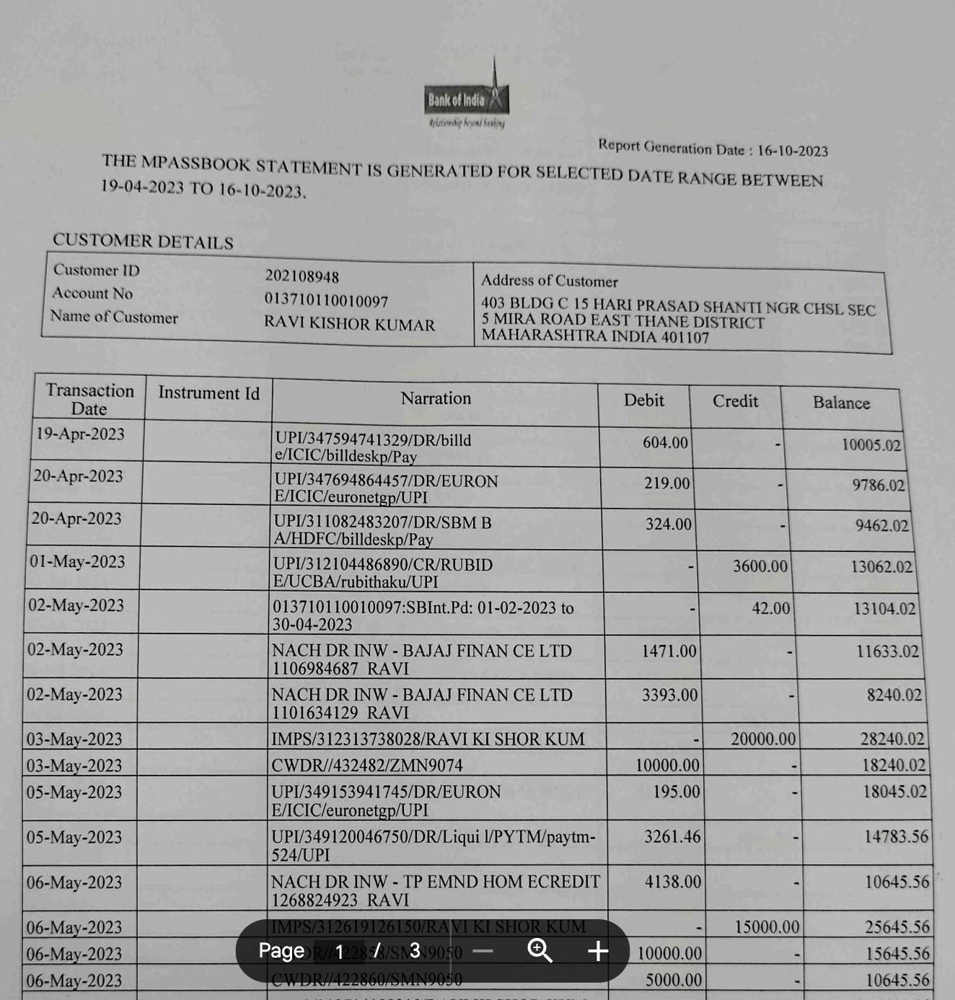 Bank of India
Relationship beyond banking
Report Generation Date : 16-10-2023
THE MPASSBOOK STATEMENT IS GENERATED FOR SELECTED DATE RANGE BETWEEN
19-04-2023 TO 16-10-2023.
CUSTOMER DETAILS
Customer ID 202108948
Account No 013710110010097
Name of Customer RAVI KISHOR KUMAR
Address of Customer
403 BLDG C 15 HARI PRASAD SHANTI NGR CHSL SEC
5 MIRA ROAD EAST THANE DISTRICT
MAHARASHTRA INDIA 401107
Transaction Date Instrument Id Narration Debit Credit Balance
19-Apr-2023 UPI/347594741329/DR/billd 604.00 - 10005.02
e/ICIC/billdeskp/Pay
20-Apr-2023 UPI/347694864457/DR/EURON 219.00 - 9786.02
E/ICIC/euronetgp/UPI
20-Apr-2023 UPI/311082483207/DR/SBM B 324.00 - 9462.02
A/HDFC/billdeskp/Pay
01-May-2023 UPI/312104486890/CR/RUBID - 3600.00 13062.02
E/UCBA/rubithaku/UPI
02-May-2023 013710110010097:SBInt.Pd: 01-02-2023 to - 42.00 13104.02
30-04-2023
02-May-2023 NACH DR INW - BAJAJ FINAN CE LTD 1471.00 - 11633.02
1106984687 RAVI
02-May-2023 NACH DR INW - BAJAJ FINAN CE LTD 3393.00 - 8240.02
1101634129 RAVI
03-May-2023 IMPS/312313738028/RAVI KI SHOR KUM - 20000.00 28240.02
03-May-2023 CWDR//432482/ZMN9074 10000.00 - 18240.02
05-May-2023 UPI/349153941745/DR/EURON 195.00 - 18045.02
E/ICIC/euronetgp/UPI
05-May-2023 UPI/349120046750/DR/Liqui l/PYTM/paytm- 3261.46 - 14783.56
524/UPI
06-May-2023 NACH DR INW - TP EMND HOM ECREDIT 4138.00 - 10645.56
1268824923 RAVI
06-May-2023 IMPS/312619126150/RAVI KI SHOR KUM - 15000.00 25645.56
06-May-2023 10000.00 - 15645.56
Page 1 / 3
06-May-2023 CWDR//422860/SMN9050 5000.00 - 10645.56